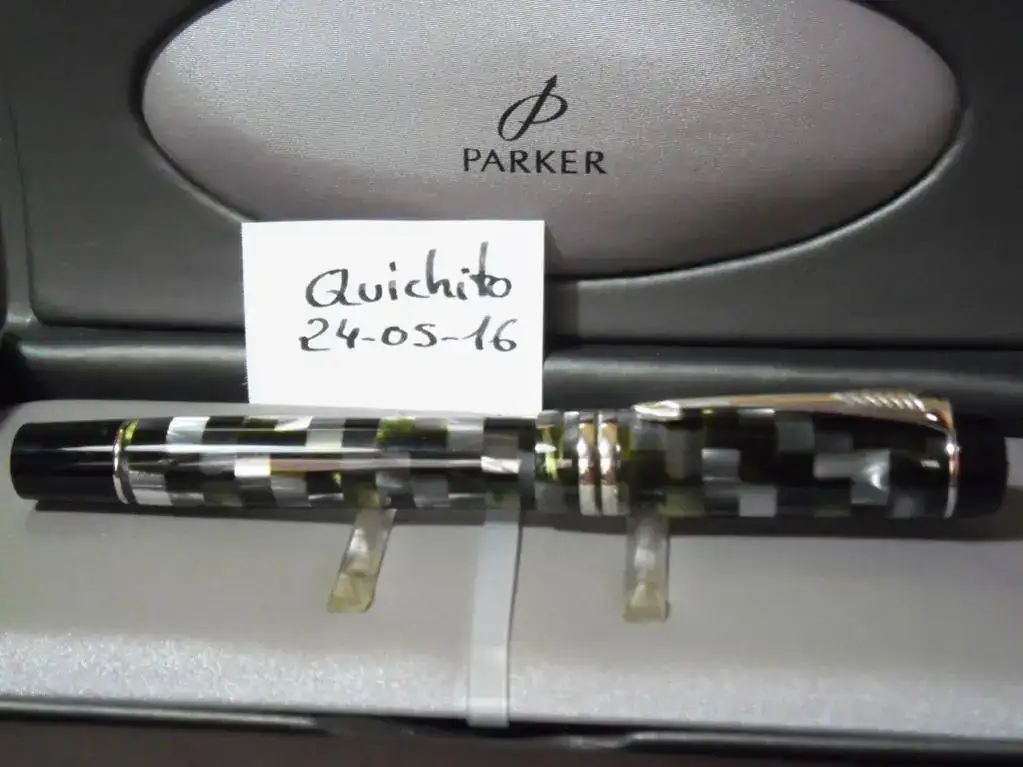 PARKER
Quichito
24-05-16